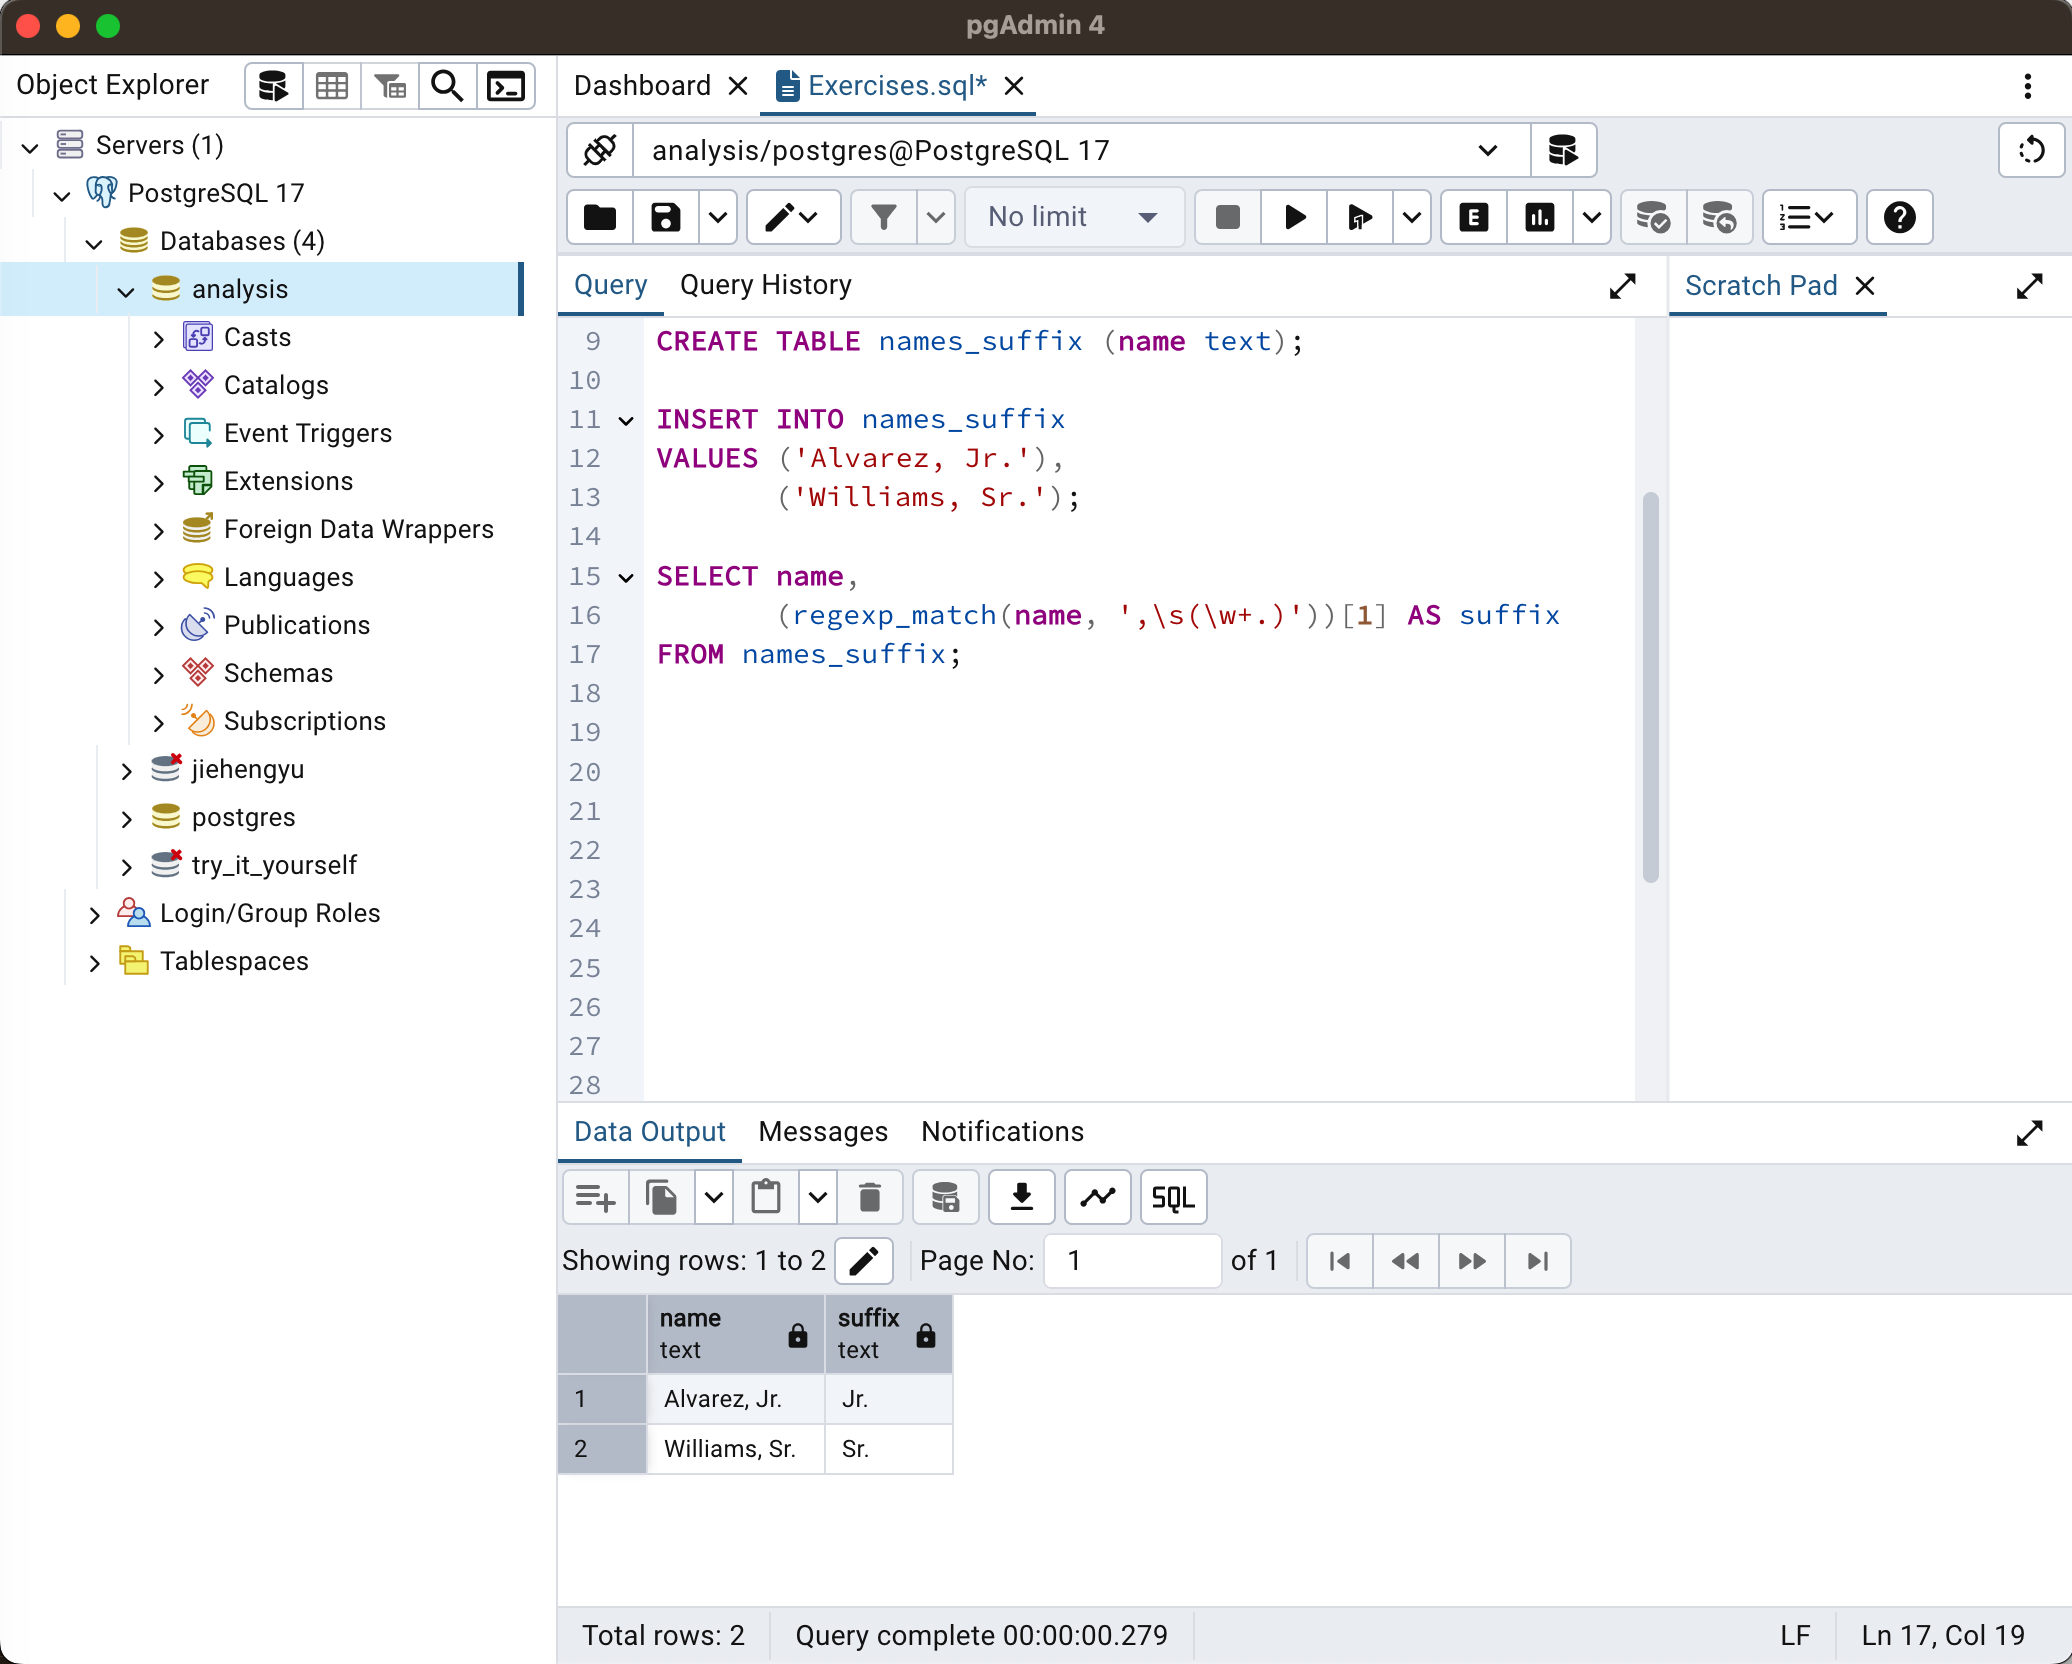 pgAdmin 4
Object Explorer
Dashboard
Exercises.sql*
Servers (1)
PostgreSQL 17
Databases (4)
analysis
Casts
Catalogs
Event Triggers
Extensions
Foreign Data Wrappers
Languages
Publications
Schemas
Subscriptions
jiehengyu
postgres
try_it_yourself
Login/Group Roles
Tablespaces
analysis/postgres@PostgreSQL 17
No limit
E
Query
Query History
Scratch Pad
9 CREATE TABLE names_suffix (name text);
10
11 INSERT INTO names_suffix
12 VALUES ('Alvarez, Jr.'),
13 ('Williams, Sr.');
14
15 SELECT name,
16 (regexp_match(name, ',\s(\w+.)'))[1] AS suffix
17 FROM names_suffix;
18
19
20
21
22
23
24
25
26
27
28
Data Output
Messages
Notifications
SQL
Showing rows: 1 to 2
Page No: 1 of 1
name suffix
text text
1 Alvarez, Jr. Jr.
2 Williams, Sr. Sr.
Total rows: 2
Query complete 00:00:00.279
LF
Ln 17, Col 19